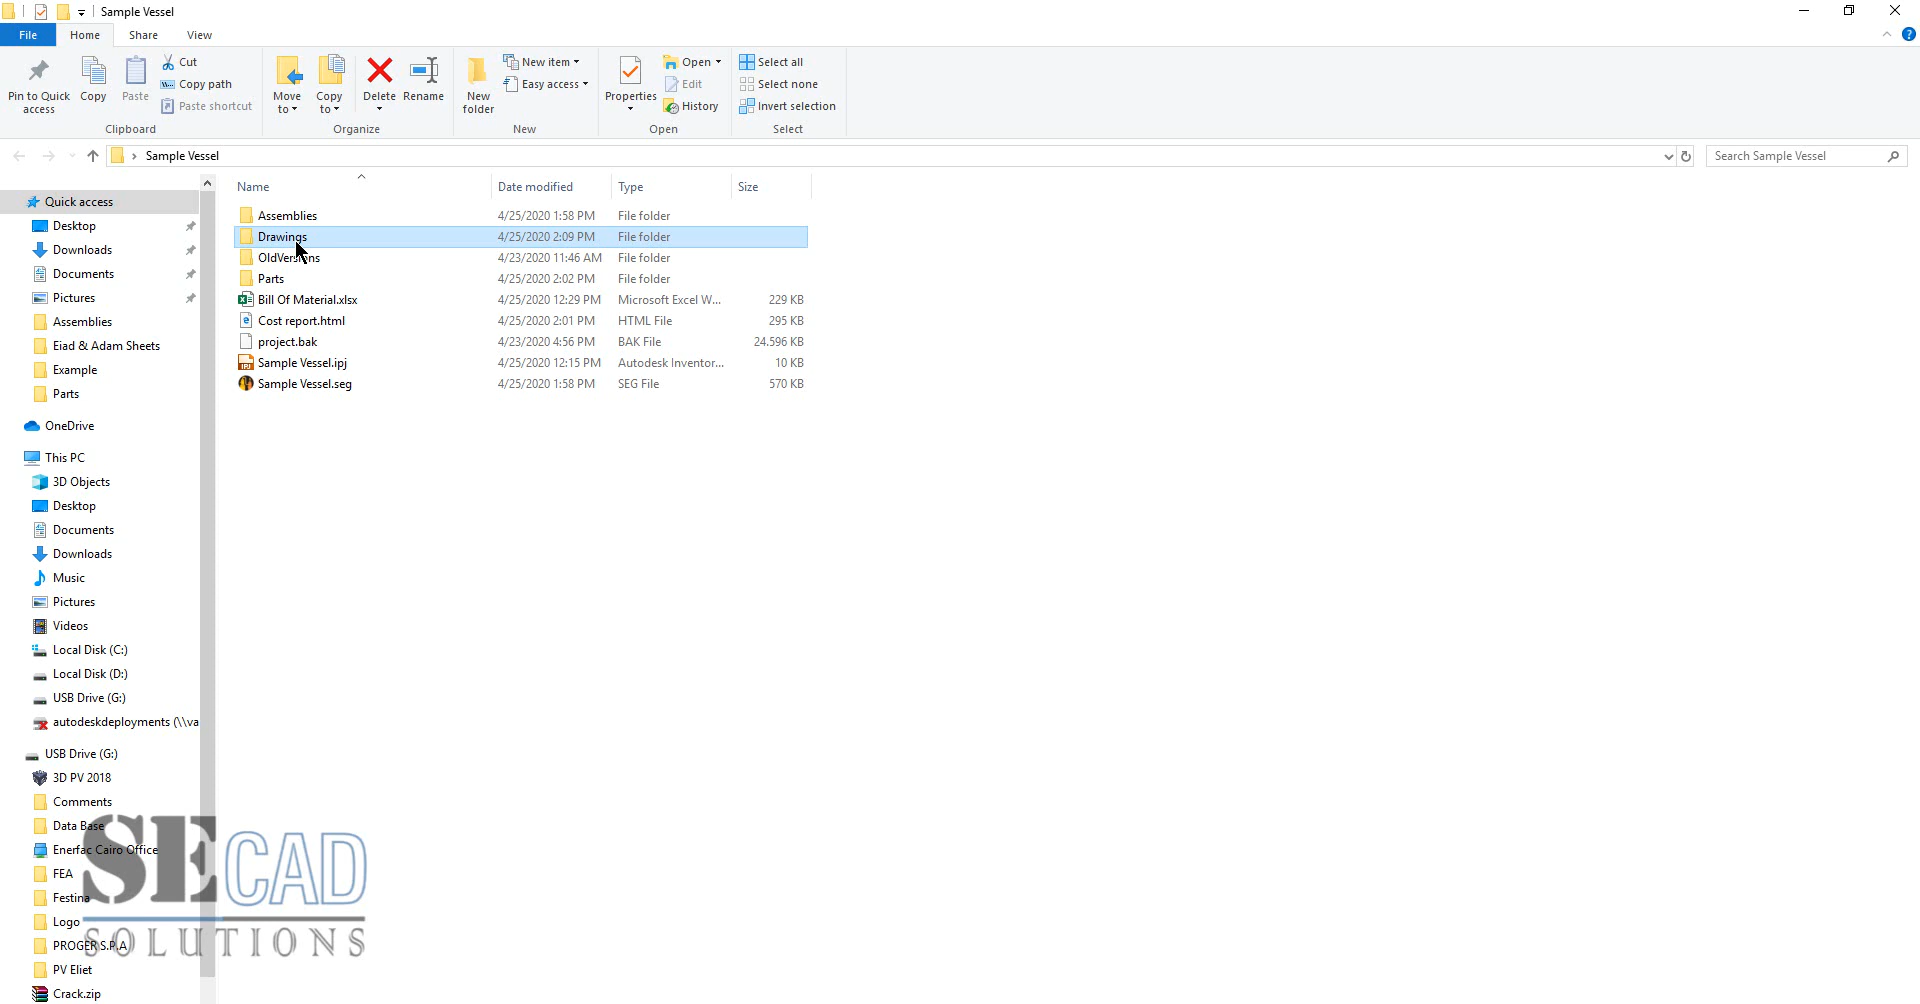 Sample Vessel
File Home Share View
Pin to Quick access
Copy
Paste
Cut
Copy path
Paste shortcut
Clipboard
Move to
Copy to
Delete
Rename
Organize
New folder
New item
Easy access
New
Properties
Open
Edit
History
Open
Select all
Select none
Invert selection
Select
Sample Vessel
Search Sample Vessel
Name Date modified Type Size
Assemblies 4/25/2020 1:58 PM File folder
Drawings 4/25/2020 2:09 PM File folder
OldVersions 4/23/2020 11:46 AM File folder
Parts 4/25/2020 2:02 PM File folder
Bill Of Material.xlsx 4/25/2020 12:29 PM Microsoft Excel W... 229 KB
Cost report.html 4/25/2020 2:01 PM HTML File 295 KB
project.bak 4/23/2020 4:56 PM BAK File 24.596 KB
Sample Vessel.ipj 4/25/2020 12:15 PM Autodesk Inventor... 10 KB
Sample Vessel.seg 4/25/2020 1:58 PM SEG File 570 KB
Quick access
Desktop
Downloads
Documents
Pictures
Assemblies
Eiad & Adam Sheets
Example
Parts
OneDrive
This PC
3D Objects
Desktop
Documents
Downloads
Music
Pictures
Videos
Local Disk (C:)
Local Disk (D:)
USB Drive (G:)
autodeskdeployments (\\va
USB Drive (G:)
3D PV 2018
Comments
Data Base
Enerfac Cairo Office
FEA
Festina
Logo
PROGER S.P.A
PV Eliet
Crack.zip
SECAD
SOLUTIONS